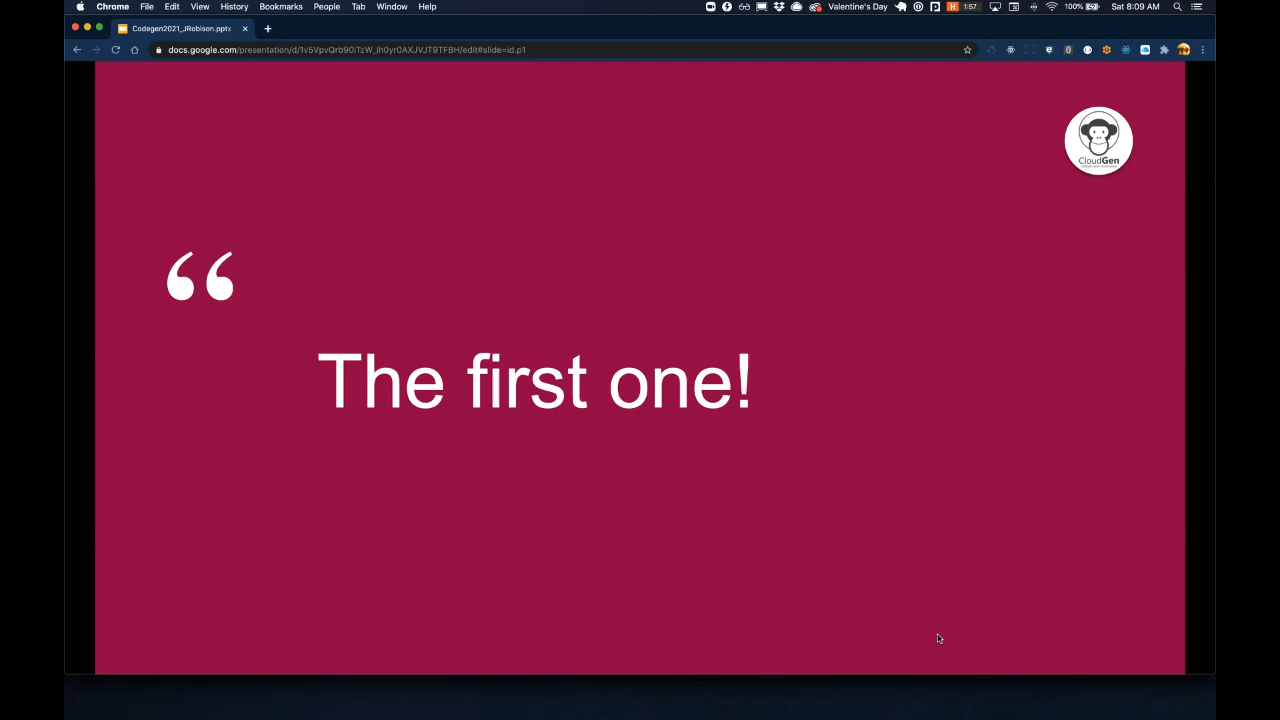 Chrome File Edit View History Bookmarks People Tab Window Help
Valentine's Day
H 1:57
100%
Sat 8:09 AM
Codegen2021_JRobison.pptx
docs.google.com/presentation/d/1v5VpvQrb90iTzW_ih0yr0AXJVJT9TFBH/edit#slide=id.p1
CloudGen
“
The first one!